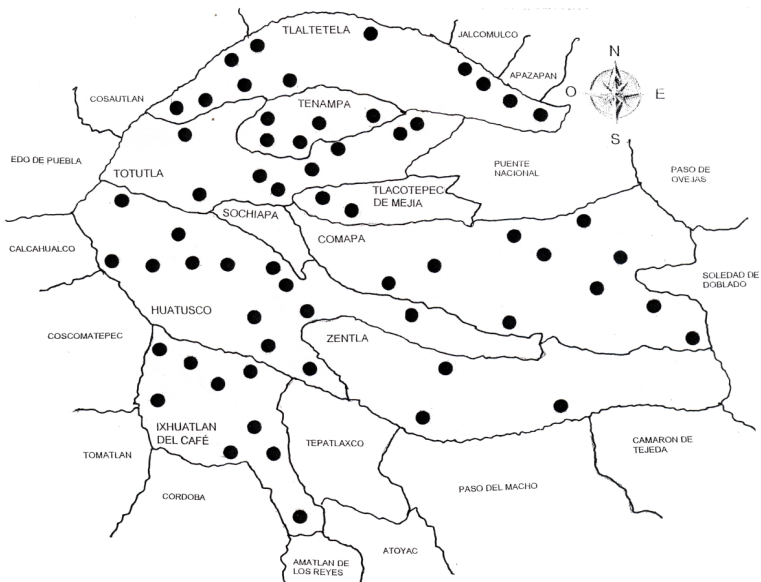 TLALTETELA
JALCOMULCO
N
APAZAPAN
O
E
COSAUTLAN
TENAMPA
S
EDO DE PUEBLA
PUENTE
NACIONAL
PASO DE
OVEJAS
TOTUTLA
TLACOTEPEC
DE MEJIA
SOCHIAPA
COMAPA
CALCAHUALCO
SOLEDAD DE
DOBLADO
HUATUSCO
COSCOMATEPEC
ZENTLA
IXHUATLAN
DEL CAFÉ
TEPATLAXCO
CAMARON DE
TEJEDA
TOMATLAN
CORDOBA
PASO DEL MACHO
ATOYAC
AMATLAN DE
LOS REYES